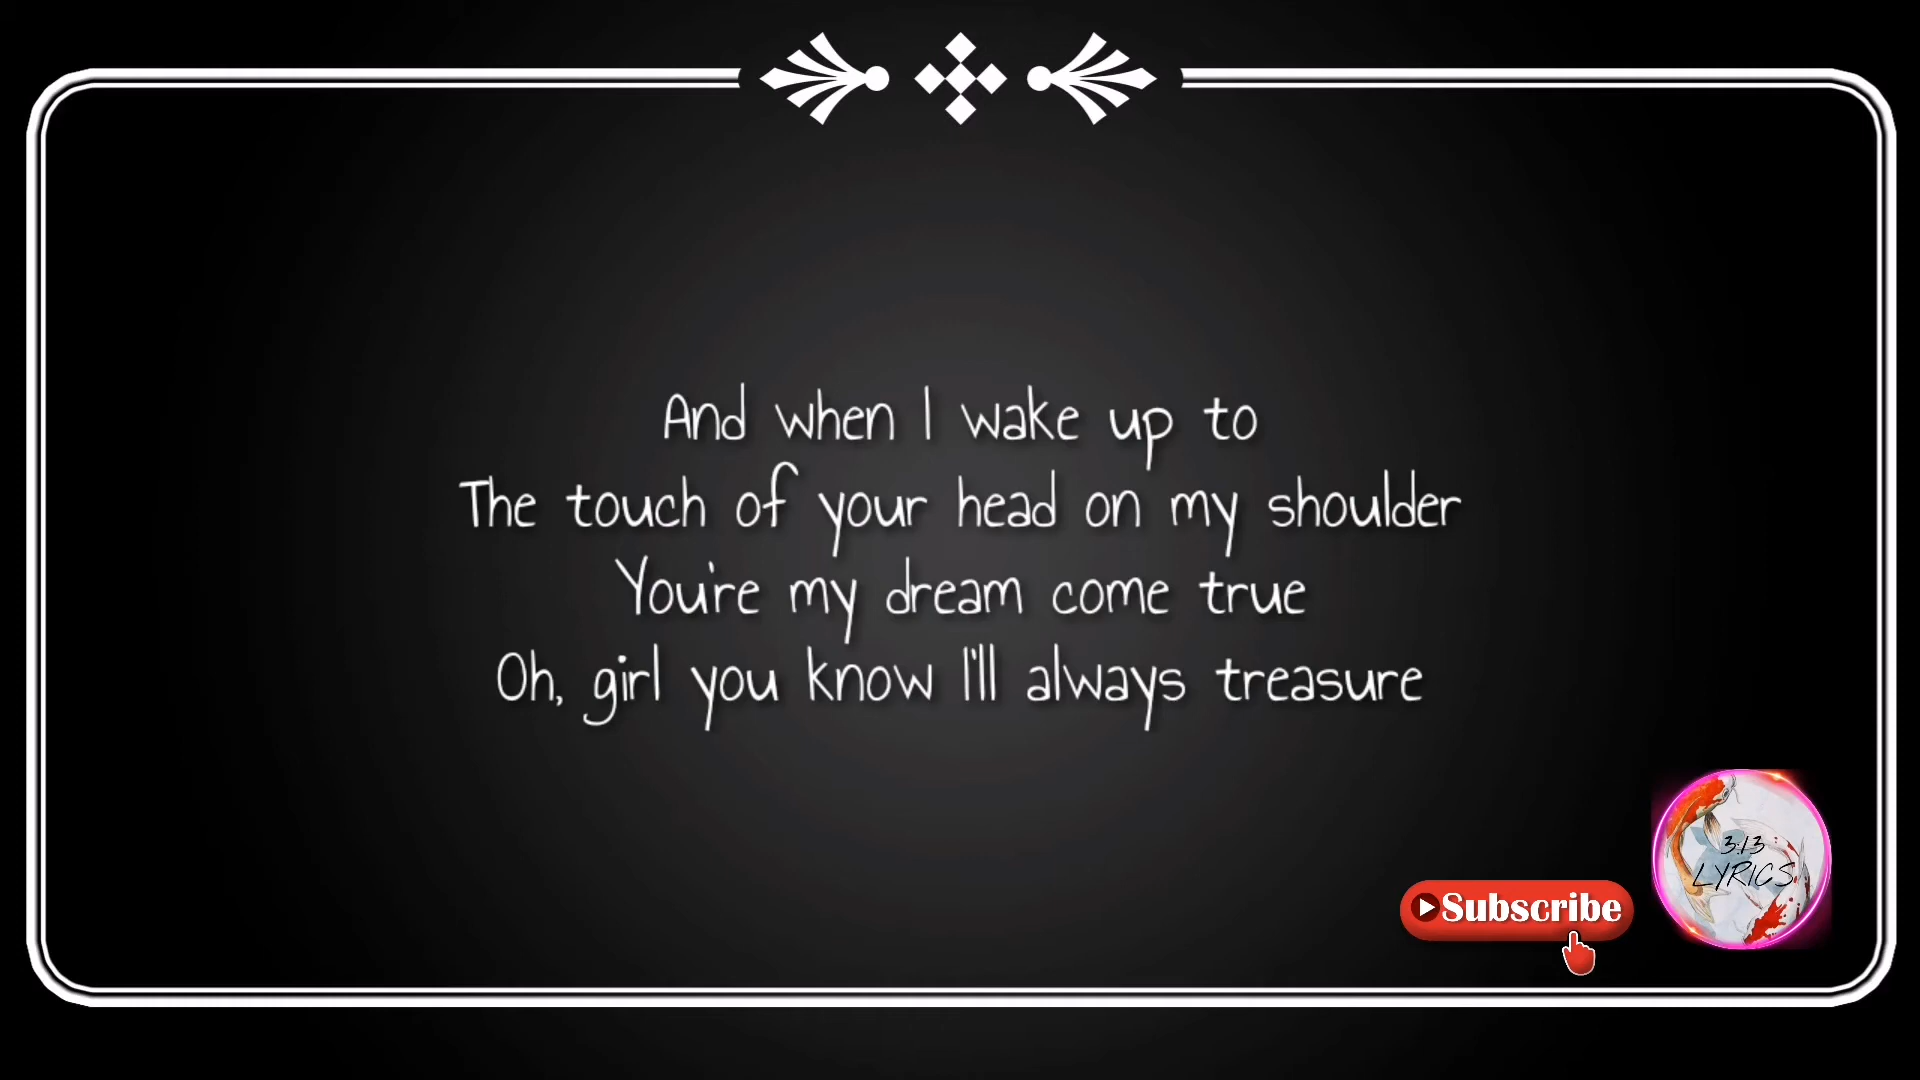 And when I wake up to
The touch of your head on my shoulder
You're my dream come true
Oh, girl you know I'll always treasure
3:13
LYRICS
Subscribe